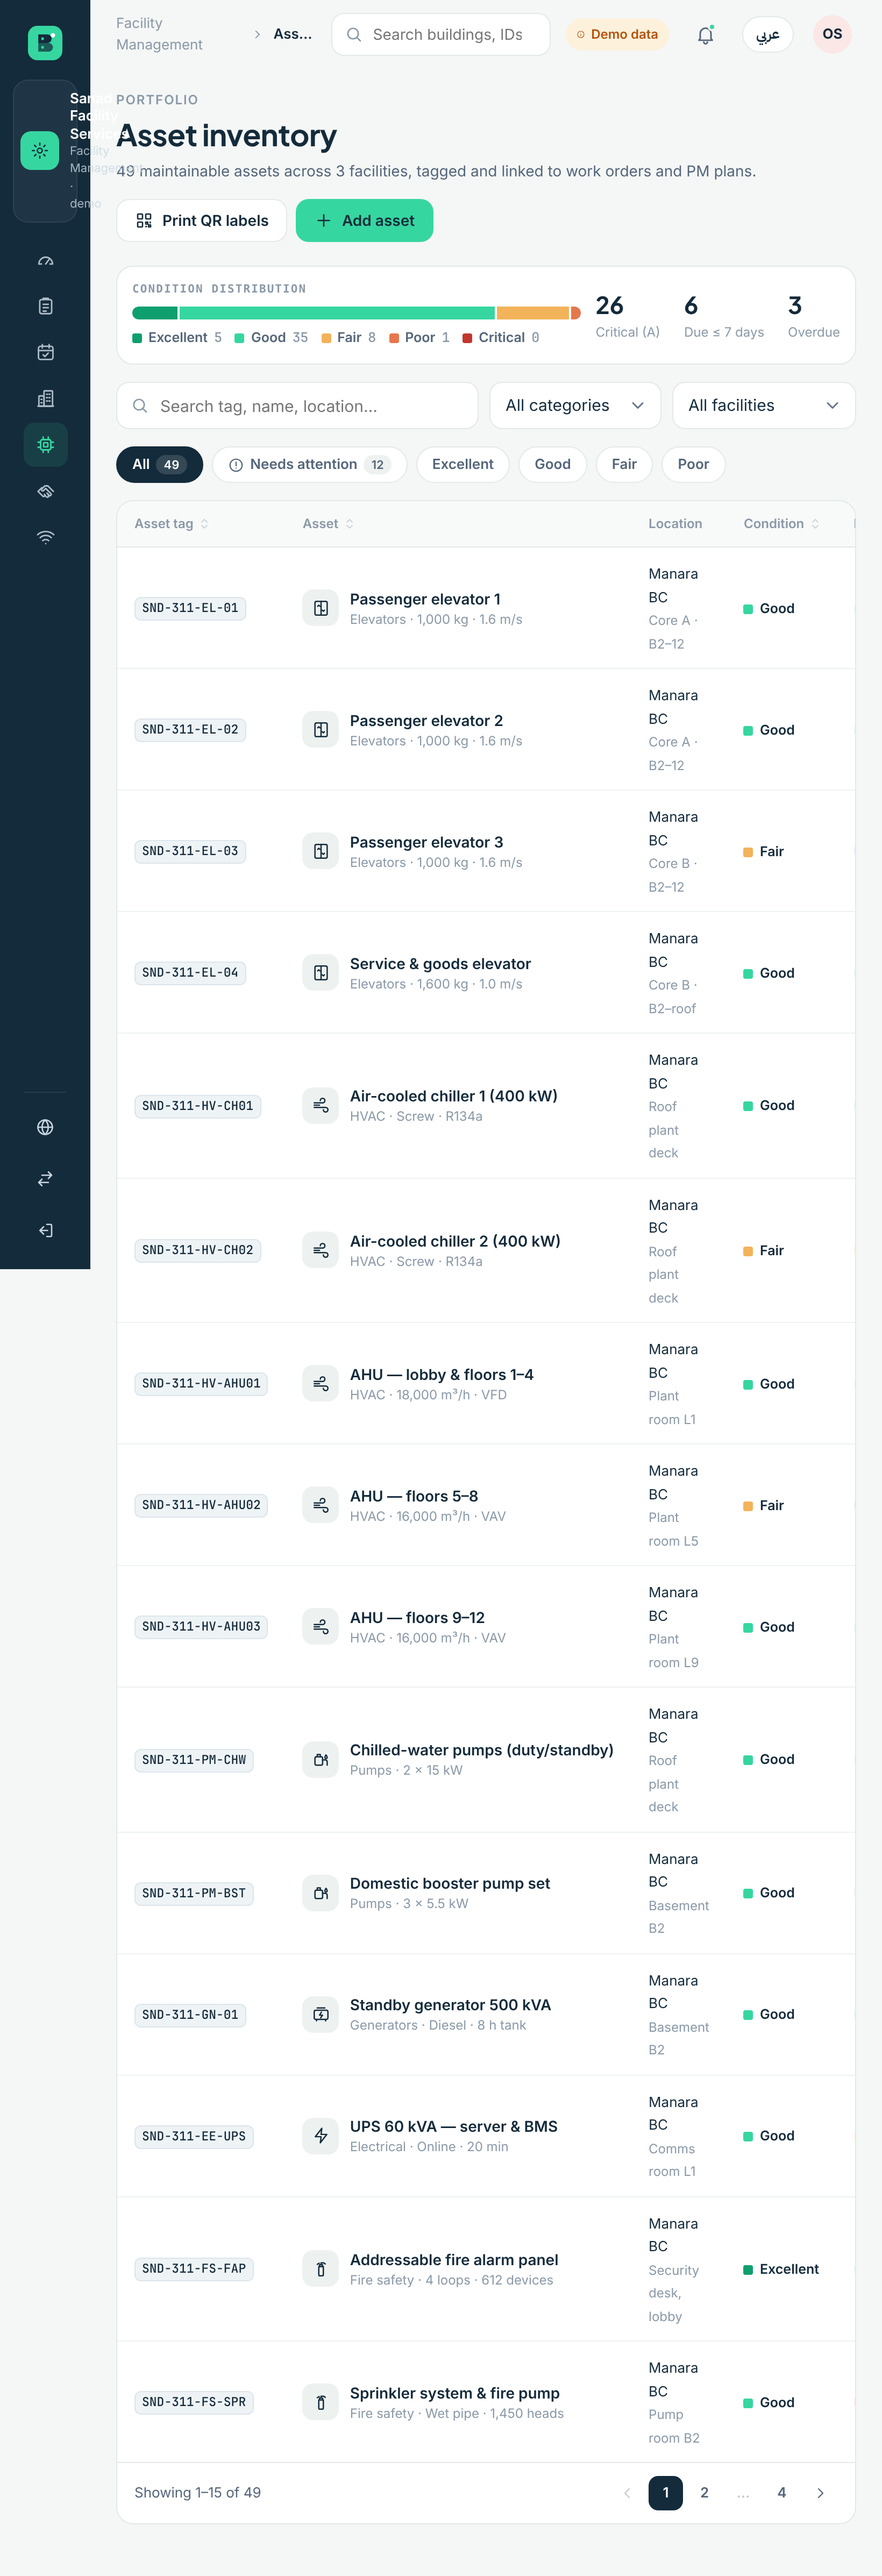 Facility
Management
Ass...
Search buildings, IDs
Demo data
عربي
OS
B
Sanad
Facility
Services
Facility
Management
·
demo
PORTFOLIO
Asset inventory
49 maintainable assets across 3 facilities, tagged and linked to work orders and PM plans.
Print QR labels
Add asset
CONDITION DISTRIBUTION
Excellent 5 Good 35 Fair 8 Poor 1 Critical 0
26
Critical (A)
6
Due ≤ 7 days
3
Overdue
Search tag, name, location...
All categories
All facilities
All 49
Needs attention 12
Excellent
Good
Fair
Poor
Asset tag Asset Location Condition
SND-311-EL-01
Passenger elevator 1
Elevators · 1,000 kg · 1.6 m/s
Manara
BC
Core A ·
B2–12
Good
SND-311-EL-02
Passenger elevator 2
Elevators · 1,000 kg · 1.6 m/s
Manara
BC
Core A ·
B2–12
Good
SND-311-EL-03
Passenger elevator 3
Elevators · 1,000 kg · 1.6 m/s
Manara
BC
Core B ·
B2–12
Fair
SND-311-EL-04
Service & goods elevator
Elevators · 1,600 kg · 1.0 m/s
Manara
BC
Core B ·
B2–roof
Good
SND-311-HV-CH01
Air-cooled chiller 1 (400 kW)
HVAC · Screw · R134a
Manara
BC
Roof
plant
deck
Good
SND-311-HV-CH02
Air-cooled chiller 2 (400 kW)
HVAC · Screw · R134a
Manara
BC
Roof
plant
deck
Fair
SND-311-HV-AHU01
AHU — lobby & floors 1–4
HVAC · 18,000 m³/h · VFD
Manara
BC
Plant
room L1
Good
SND-311-HV-AHU02
AHU — floors 5–8
HVAC · 16,000 m³/h · VAV
Manara
BC
Plant
room L5
Fair
SND-311-HV-AHU03
AHU — floors 9–12
HVAC · 16,000 m³/h · VAV
Manara
BC
Plant
room L9
Good
SND-311-PM-CHW
Chilled-water pumps (duty/standby)
Pumps · 2 × 15 kW
Manara
BC
Roof
plant
deck
Good
SND-311-PM-BST
Domestic booster pump set
Pumps · 3 × 5.5 kW
Manara
BC
Basement
B2
Good
SND-311-GN-01
Standby generator 500 kVA
Generators · Diesel · 8 h tank
Manara
BC
Basement
B2
Good
SND-311-EE-UPS
UPS 60 kVA — server & BMS
Electrical · Online · 20 min
Manara
BC
Comms
room L1
Good
SND-311-FS-FAP
Addressable fire alarm panel
Fire safety · 4 loops · 612 devices
Manara
BC
Security
desk,
lobby
Excellent
SND-311-FS-SPR
Sprinkler system & fire pump
Fire safety · Wet pipe · 1,450 heads
Manara
BC
Pump
room B2
Good
Showing 1–15 of 49
1 2 ... 4